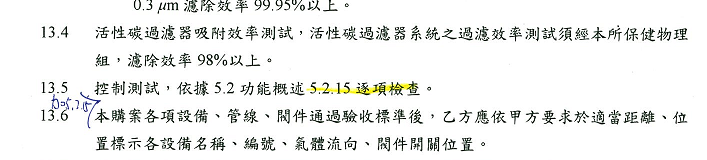 0.3 μm 濾除效率 99.95%以上。
13.4 活性碳過濾器吸附效率測試，活性碳過濾器系統之過濾效率測試須經本所保健物理
組，濾除效率 98%以上。
13.5 控制測試，依據 5.2 功能概述 5.2.15 逐項檢查。
13.6 本購案各項設備、管線、閥件通過驗收標準後，乙方應依甲方要求於適當距離、位
置標示各設備名稱、編號、氣體流向、閥件開關位置。